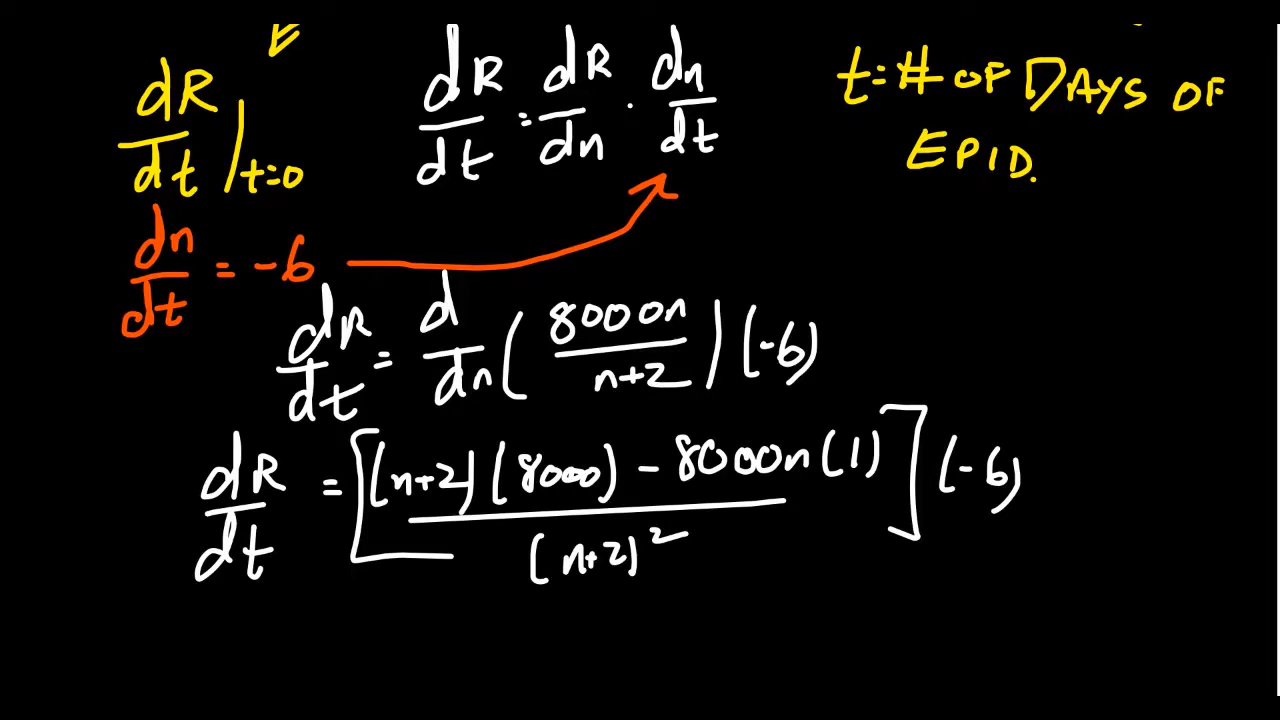 dR/dt |t=0
dR/dt = dR/dn · dn/dt
t = # OF DAYS OF
EPID.
dn/dt = -6
dR/dt = d/dn (8000n/n+2) (-6)
dR/dt = [(n+2)(8000) - 8000n(1)/(n+2)²] (-6)